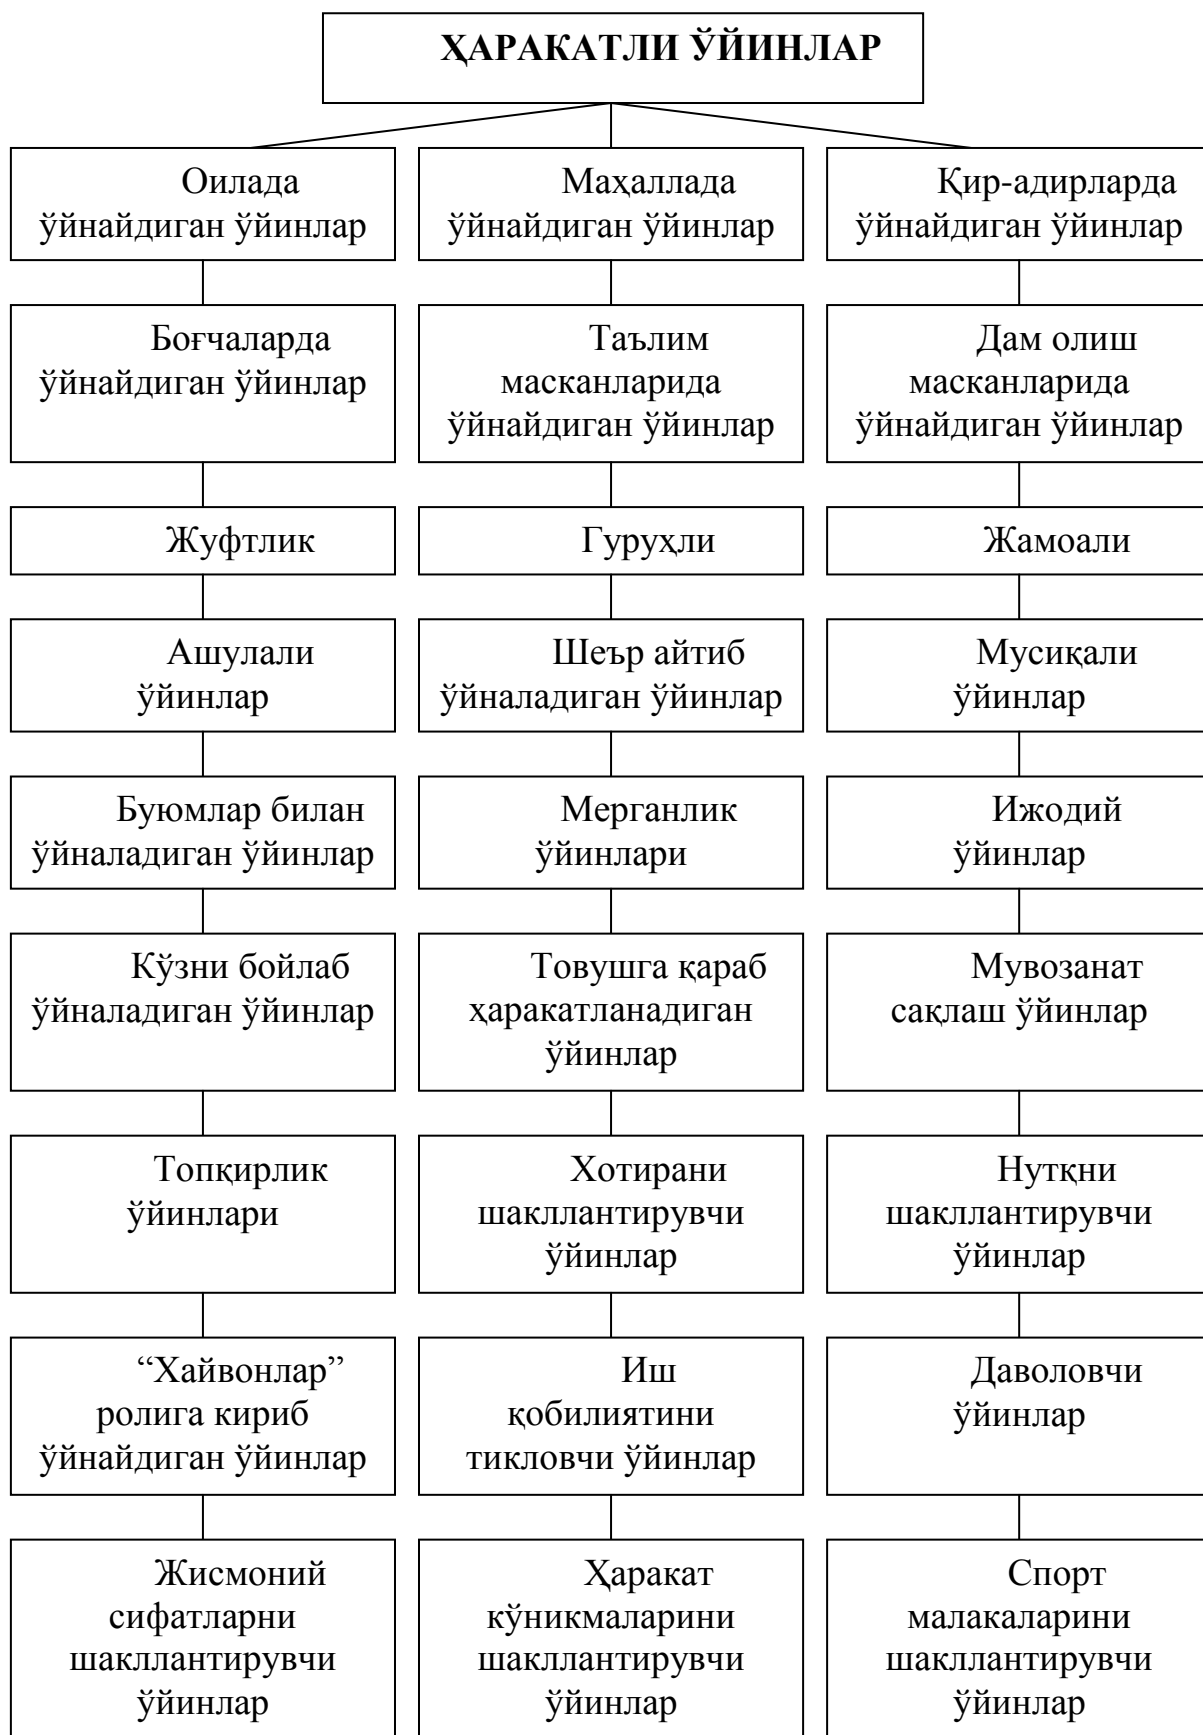 ҲАРАКАТЛИ ЎЙИНЛАР
Оилада
ўйнайдиган ўйинлар
Маҳаллада
ўйнайдиган ўйинлар
Қир-адирларда
ўйнайдиган ўйинлар
Боғчаларда
ўйнайдиган ўйинлар
Таълим
масканларида
ўйнайдиган ўйинлар
Дам олиш
масканларида
ўйнайдиган ўйинлар
Жуфтлик
Гуруҳли
Жамоали
Ашулали
ўйинлар
Шеър айтиб
ўйналадиган ўйинлар
Мусиқали
ўйинлар
Буюмлар билан
ўйналадиган ўйинлар
Мерганлик
ўйинлари
Ижодий
ўйинлар
Кўзни бойлаб
ўйналадиган ўйинлар
Товушга қараб
ҳаракатланадиган
ўйинлар
Мувозанат
сақлаш ўйинлар
Топқирлик
ўйинлари
Хотирани
шакллантирувчи
ўйинлар
Нутқни
шакллантирувчи
ўйинлар
“Хайвонлар”
ролига кириб
ўйнайдиган ўйинлар
Иш
қобилиятини
тикловчи ўйинлар
Даволовчи
ўйинлар
Жисмоний
сифатларни
шакллантирувчи
ўйинлар
Ҳаракат
кўникмаларини
шакллантирувчи
ўйинлар
Спорт
малакаларини
шакллантирувчи
ўйинлар